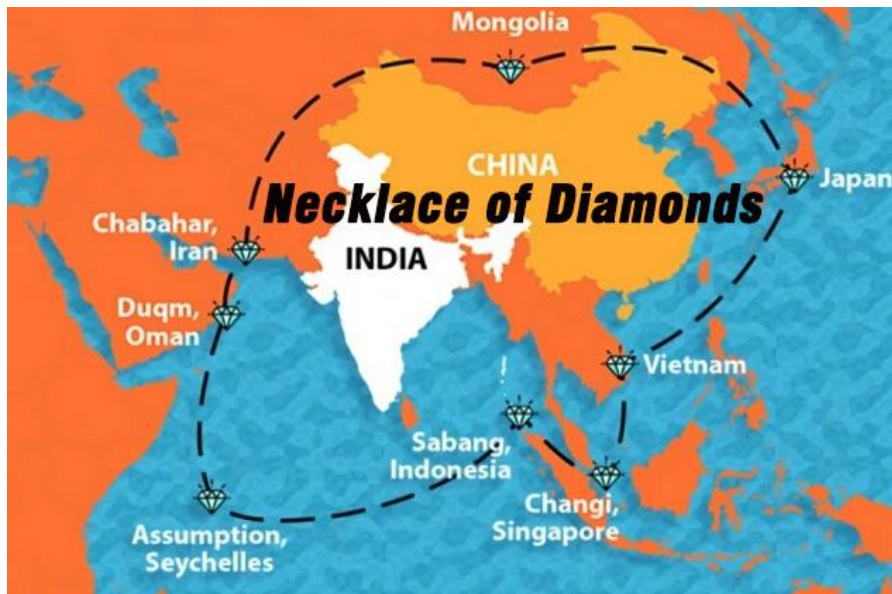 Mongolia
CHINA
Necklace of Diamonds
Japan
Chabahar,
Iran
INDIA
Duqm,
Oman
Vietnam
Sabang,
Indonesia
Changi,
Singapore
Assumption,
Seychelles